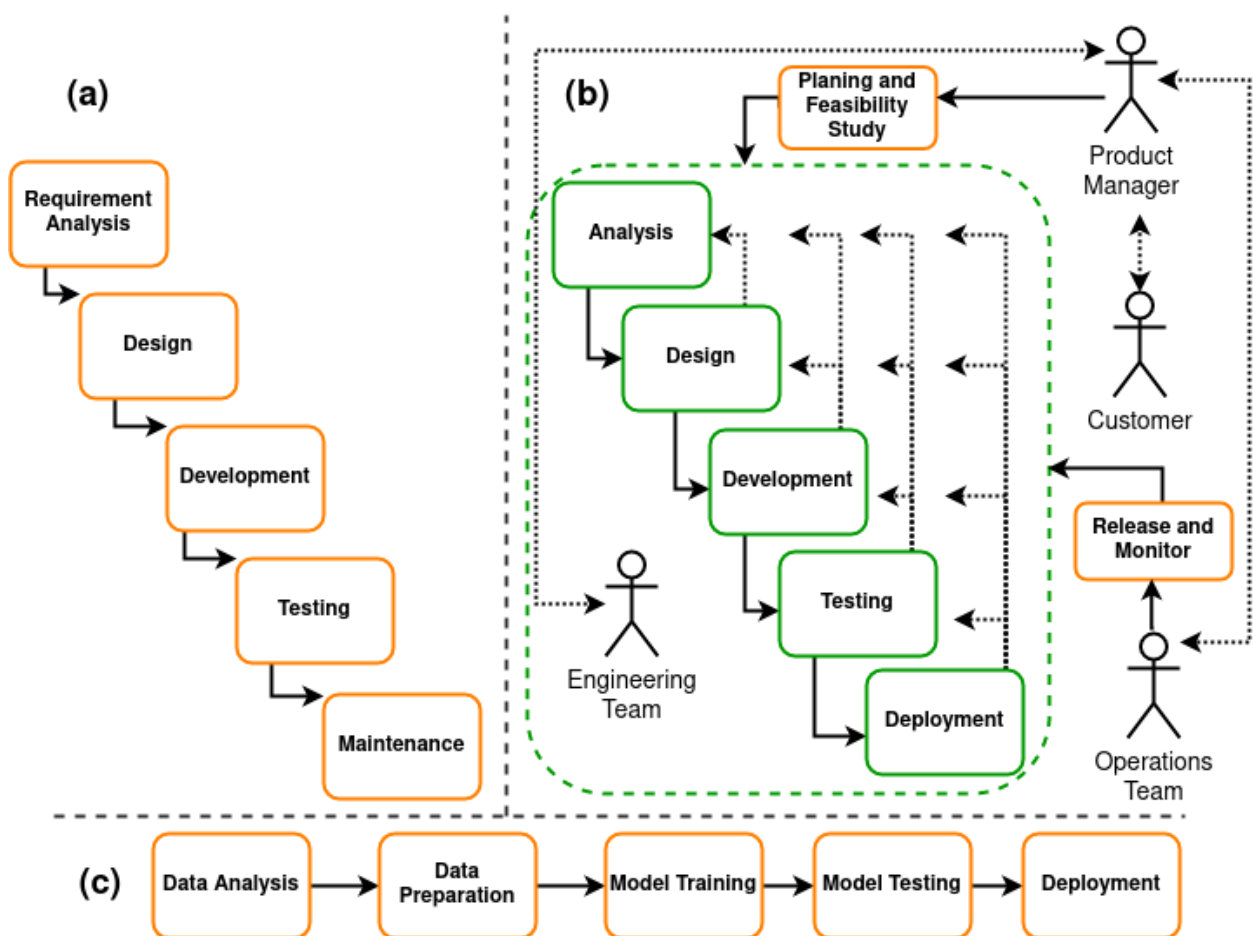 (a)
Requirement
Analysis
Design
Development
Testing
Maintenance
(b)
Planing and
Feasibility
Study
Product
Manager
Analysis
Design
Development
Testing
Deployment
Engineering
Team
Customer
Release and
Monitor
Operations
Team
(c)
Data Analysis
Data
Preparation
Model Training
Model Testing
Deployment